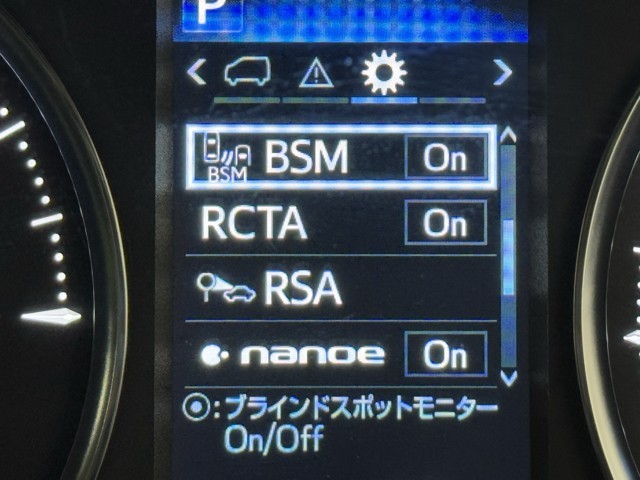 P
BSM BSM On
RCTA On
RSA
nanoe On
⦿:ブラインドスポットモニター
On/Off